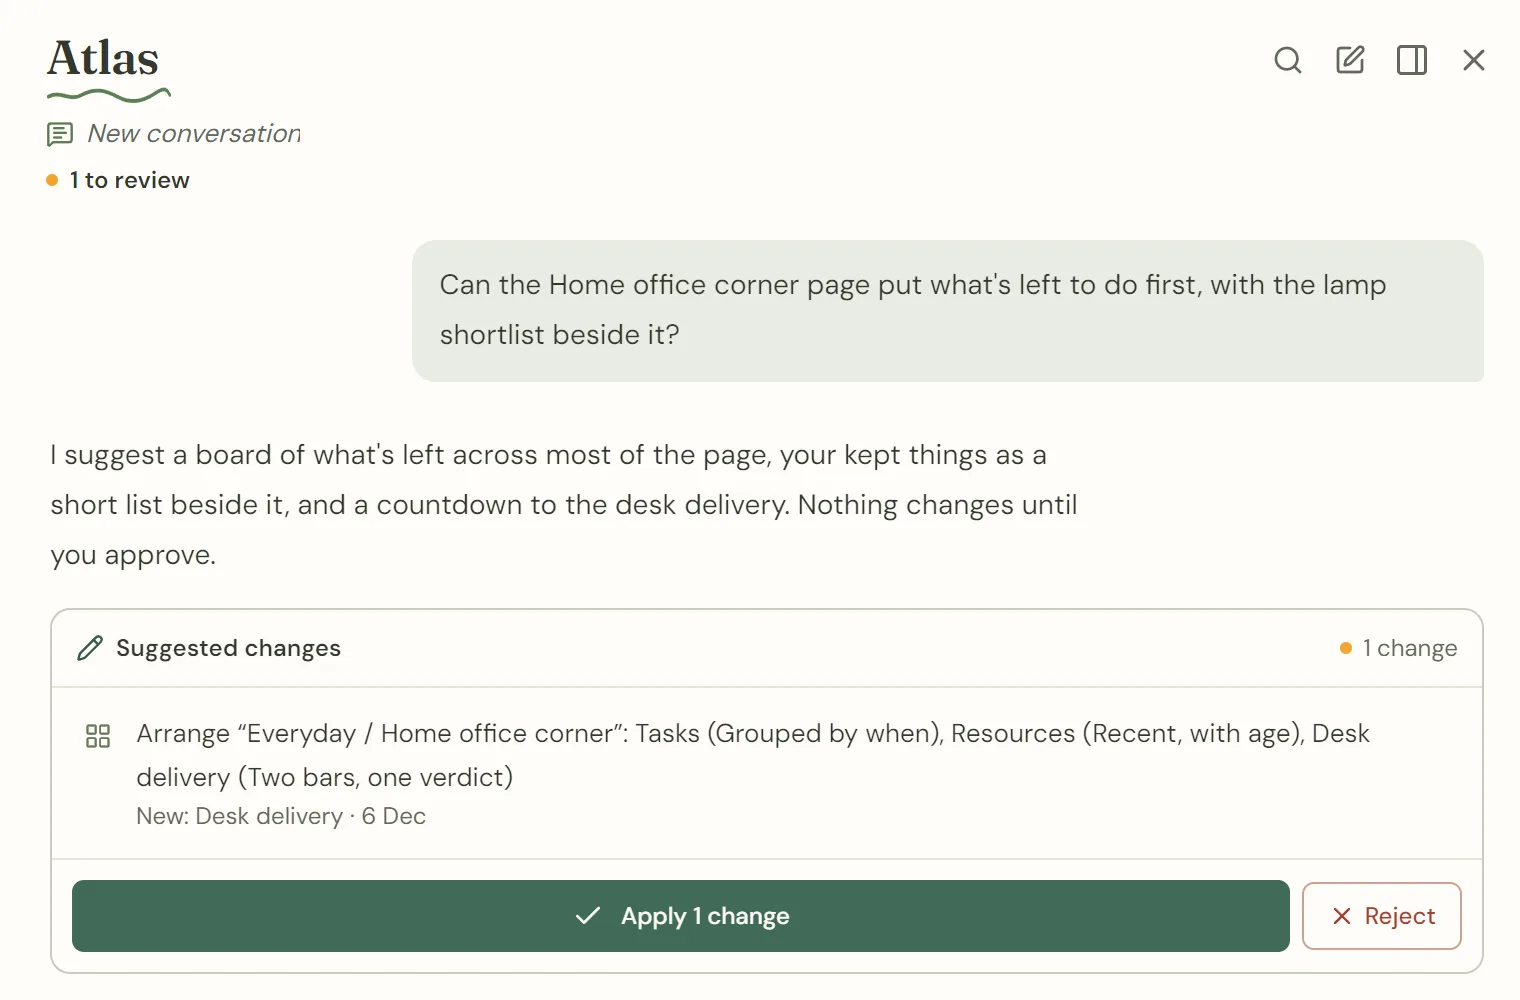 Atlas
New conversation
1 to review
Can the Home office corner page put what's left to do first, with the lamp
shortlist beside it?
I suggest a board of what's left across most of the page, your kept things as a
short list beside it, and a countdown to the desk delivery. Nothing changes until
you approve.
Suggested changes
1 change
Arrange “Everyday / Home office corner”: Tasks (Grouped by when), Resources (Recent, with age), Desk
delivery (Two bars, one verdict)
New: Desk delivery · 6 Dec
Apply 1 change
Reject